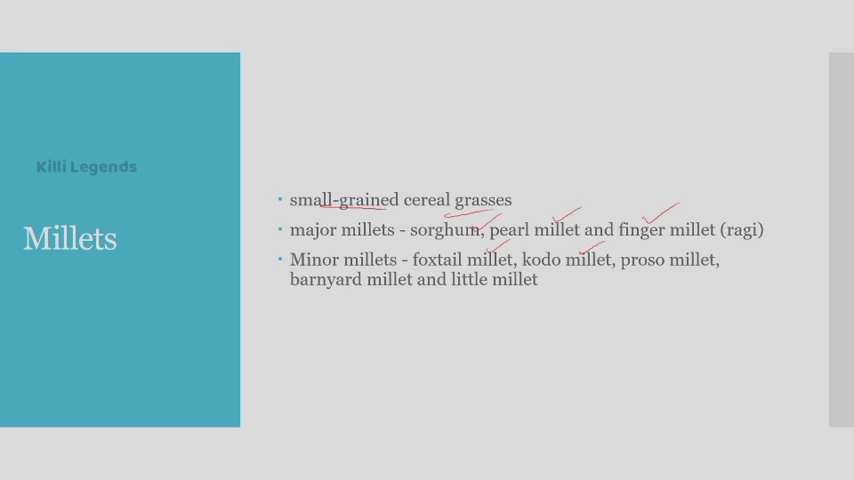 Killi Legends
Millets
• small-grained cereal grasses
• major millets - sorghum, pearl millet and finger millet (ragi)
• Minor millets - foxtail millet, kodo millet, proso millet,
barnyard millet and little millet